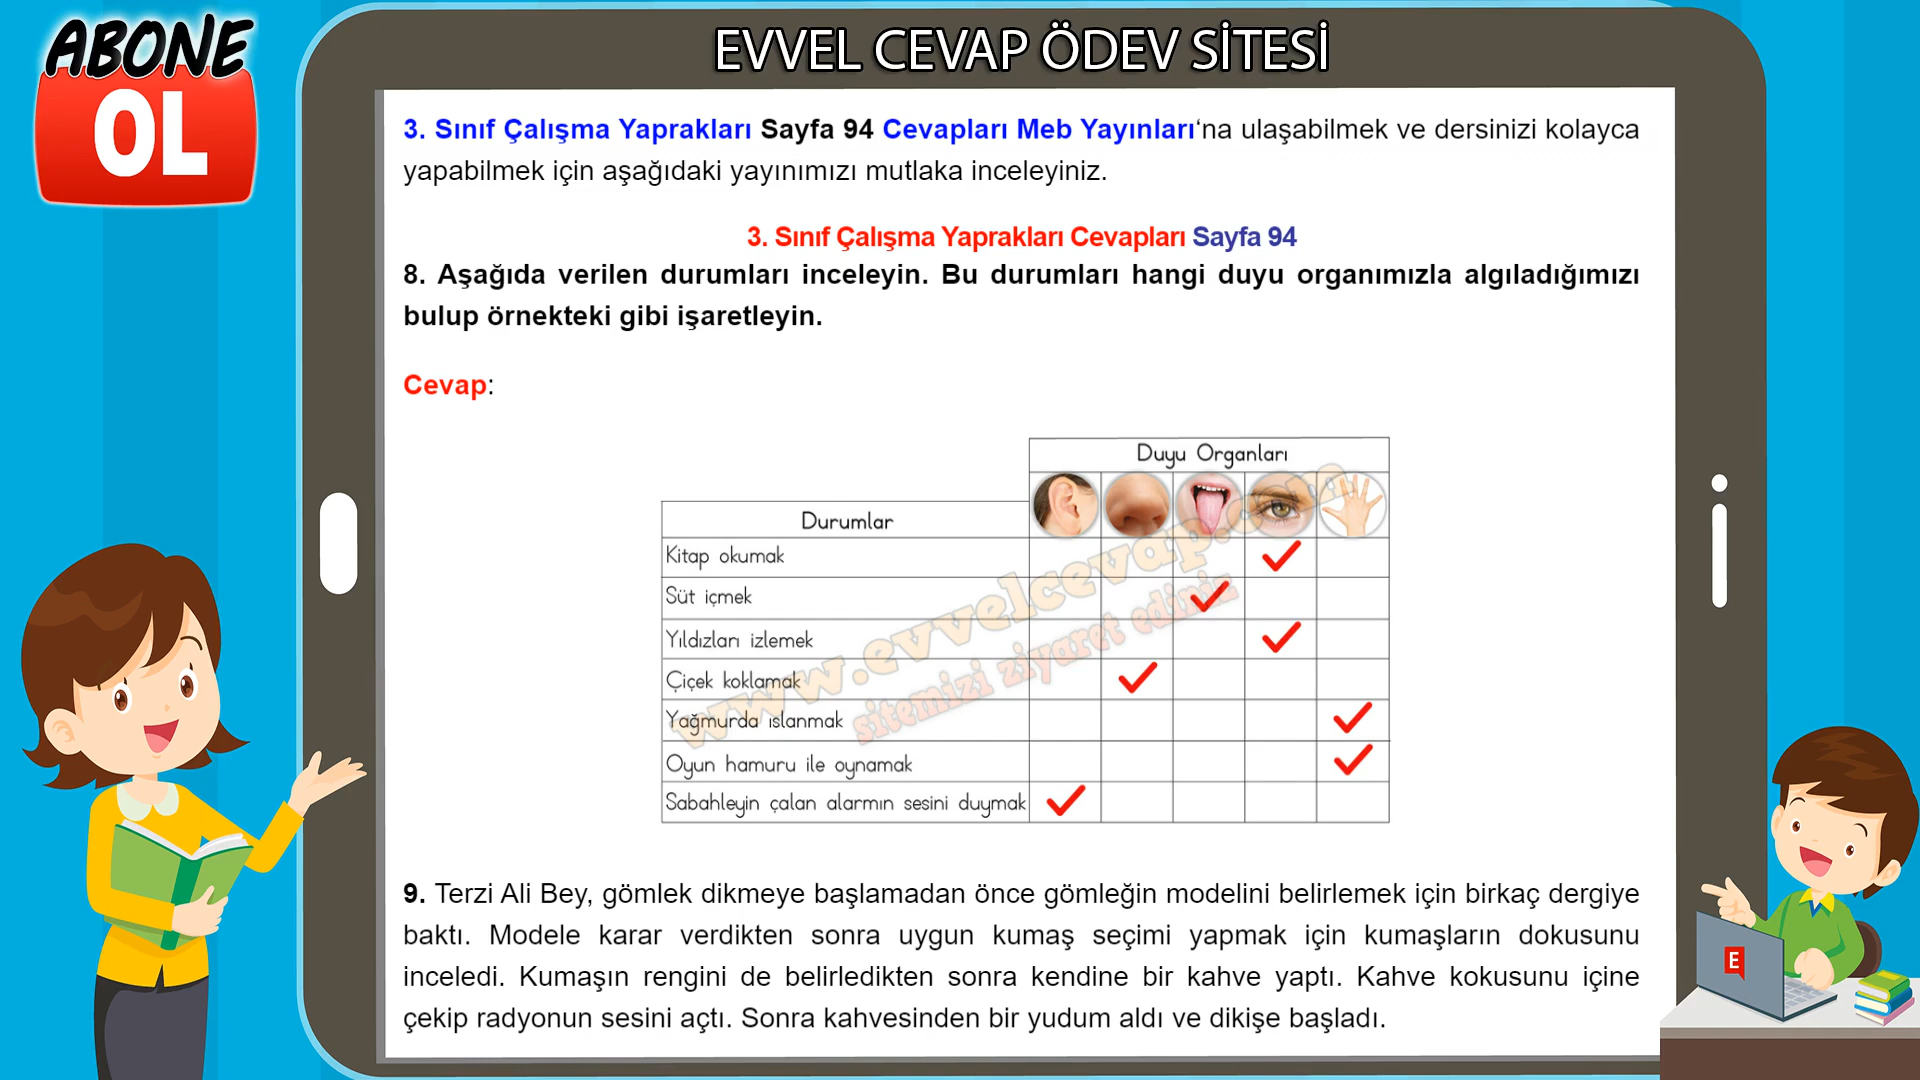 ABONE
OL
EVVEL CEVAP ÖDEV SİTESİ
3. Sınıf Çalışma Yaprakları Sayfa 94 Cevapları Meb Yayınları‘na ulaşabilmek ve dersinizi kolayca
yapabilmek için aşağıdaki yayınımızı mutlaka inceleyiniz.
3. Sınıf Çalışma Yaprakları Cevapları Sayfa 94
8. Aşağıda verilen durumları inceleyin. Bu durumları hangi duyu organımızla algıladığımızı
bulup örnekteki gibi işaretleyin.
Cevap:
Duyu Organları
Durumlar
Kitap okumak
Süt içmek
Yıldızları izlemek
Çiçek koklamak
Yağmurda ıslanmak
Oyun hamuru ile oynamak
Sabahleyin çalan alarmın sesini duymak
www.evvelcevap.com
sitemizi ziyaret ediniz
9. Terzi Ali Bey, gömlek dikmeye başlamadan önce gömleğin modelini belirlemek için birkaç dergiye
baktı. Modele karar verdikten sonra uygun kumaş seçimi yapmak için kumaşların dokusunu
inceledi. Kumaşın rengini de belirledikten sonra kendine bir kahve yaptı. Kahve kokusunu içine
çekip radyonun sesini açtı. Sonra kahvesinden bir yudum aldı ve dikişe başladı.
E